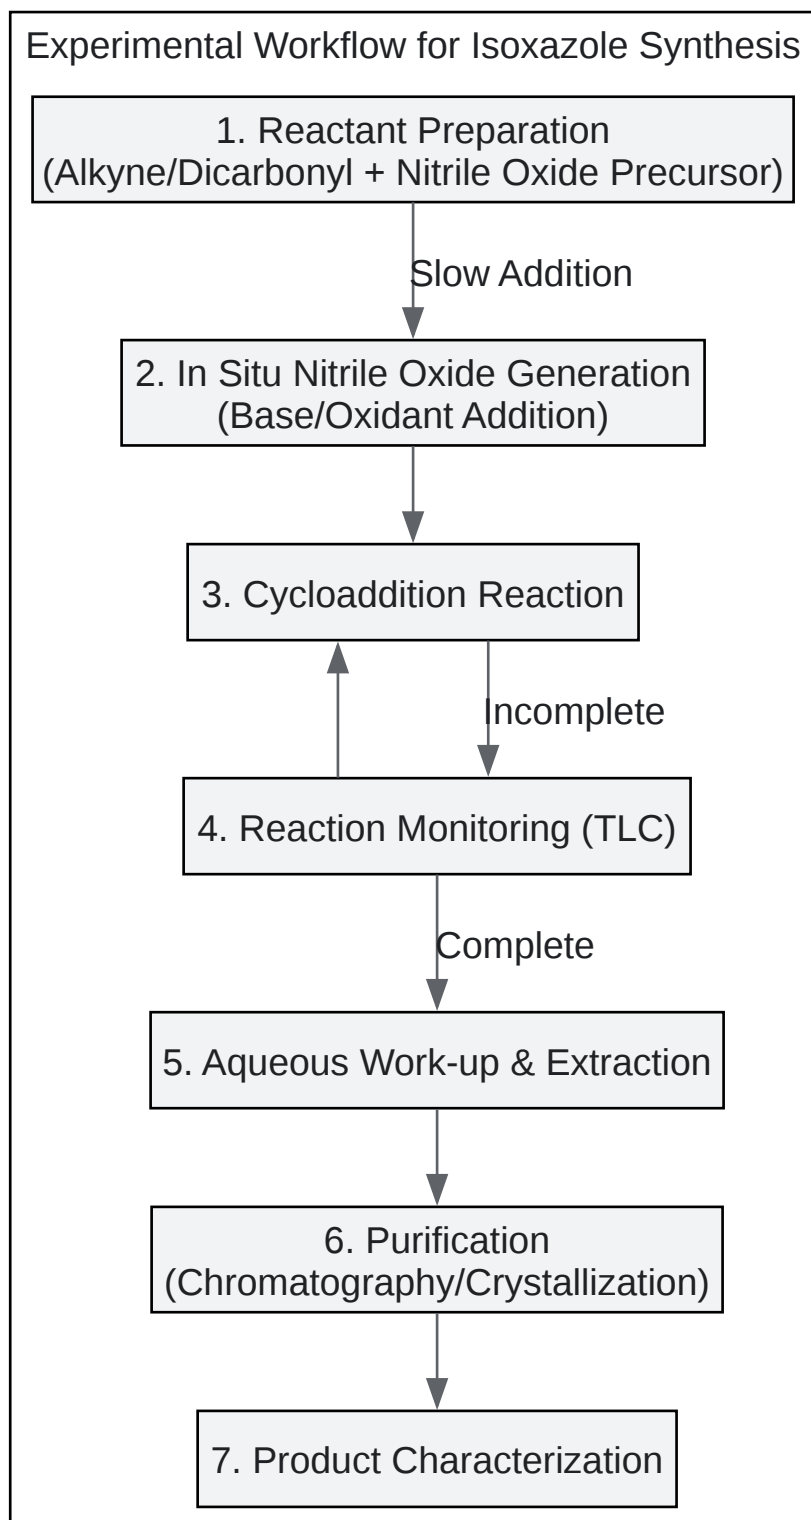 Experimental Workflow for Isoxazole Synthesis
1. Reactant Preparation
(Alkyne/Dicarbonyl + Nitrile Oxide Precursor)
Slow Addition
2. In Situ Nitrile Oxide Generation
(Base/Oxidant Addition)
3. Cycloaddition Reaction
Incomplete
4. Reaction Monitoring (TLC)
Complete
5. Aqueous Work-up & Extraction
6. Purification
(Chromatography/Crystallization)
7. Product Characterization